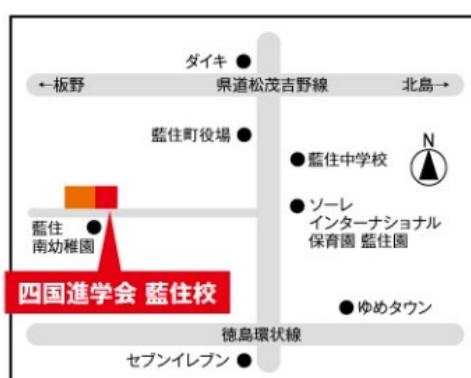 ダイキ
←板野
県道松茂吉野線
北島→
藍住町役場
藍住中学校
N
ソーレ
インターナショナル
保育園 藍住園
藍住
南幼稚園
四国進学会 藍住校
ゆめタウン
徳島環状線
セブンイレブン